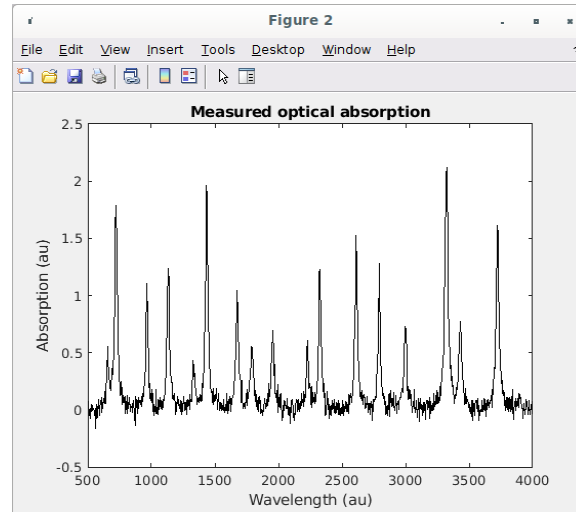 Figure 2
File Edit View Insert Tools Desktop Window Help
Measured optical absorption
2.5
2
1.5
1
0.5
0
-0.5
Absorption (au)
500 1000 1500 2000 2500 3000 3500 4000
Wavelength (au)